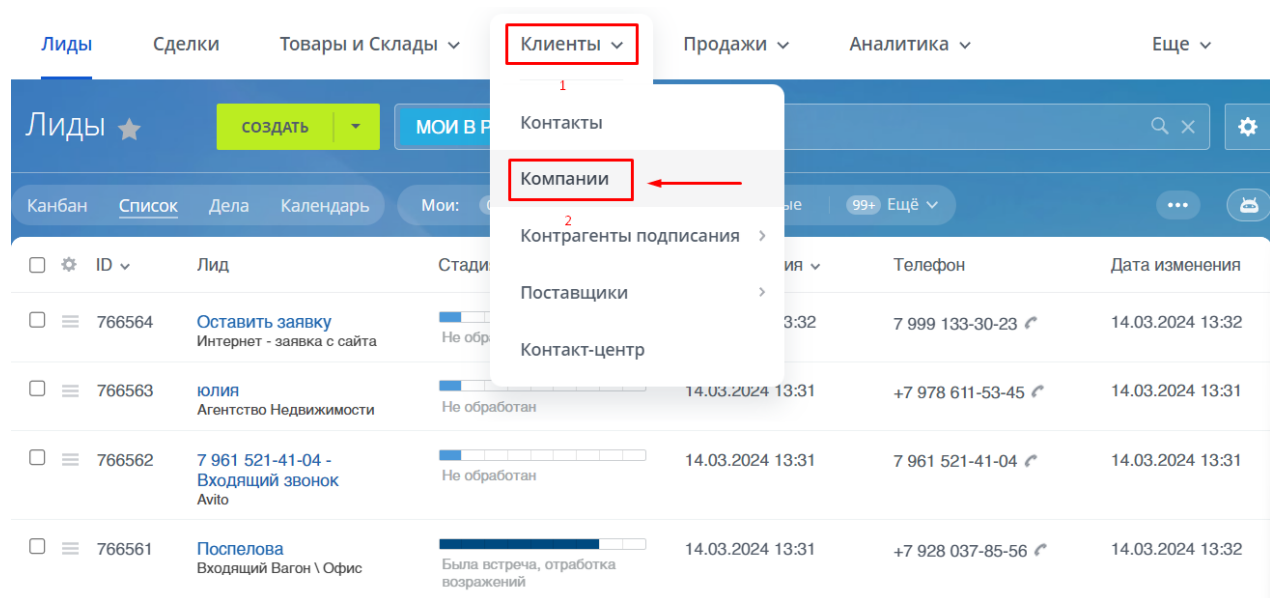 Лиды Сделки Товары и Склады Клиенты Продажи Аналитика Еще
1
Лиды СОЗДАТЬ МОИ В Р
Контакты
Компании
Канбан Список Дела Календарь Мои: 99+ Ещё
2
Контрагенты подписания
ID Лид Стади ия Телефон Дата изменения
Поставщики
766564 Оставить заявку 3:32 7 999 133-30-23 14.03.2024 13:32
Интернет - заявка с сайта Не обр
Контакт-центр
766563 юлия 14.03.2024 13:31 +7 978 611-53-45 14.03.2024 13:31
Агентство Недвижимости Не обработан
766562 7 961 521-41-04 - 14.03.2024 13:31 7 961 521-41-04 14.03.2024 13:31
Входящий звонок Не обработан
Avito
766561 Поспелова 14.03.2024 13:31 +7 928 037-85-56 14.03.2024 13:32
Входящий Вагон \ Офис Была встреча, отработка
возражений